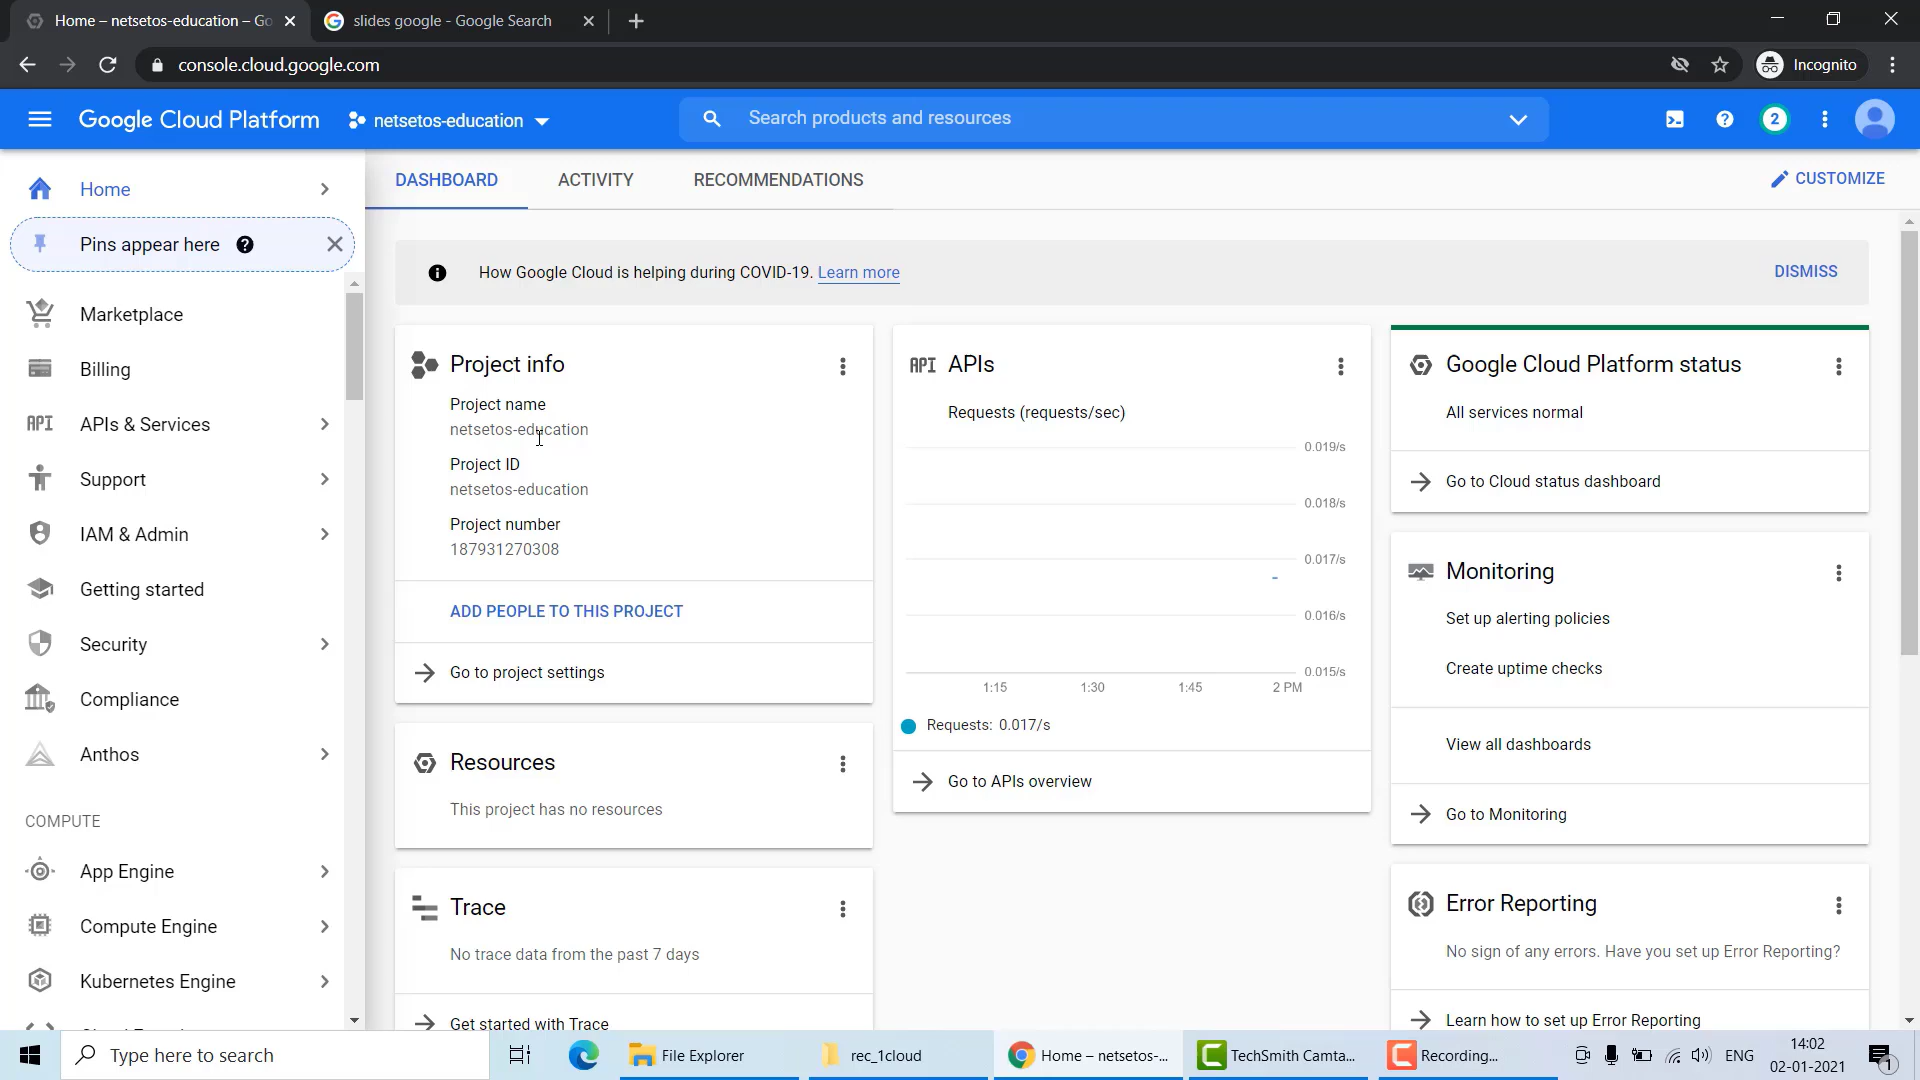 Home – netsetos-education – Go
slides google - Google Search
console.cloud.google.com
Incognito
Google Cloud Platform
netsetos-education
Search products and resources
2
Home
DASHBOARD
ACTIVITY
RECOMMENDATIONS
CUSTOMIZE
Pins appear here
How Google Cloud is helping during COVID-19. Learn more
DISMISS
Marketplace
Billing
API APIs & Services
Support
IAM & Admin
Getting started
Security
Compliance
Anthos
COMPUTE
App Engine
Compute Engine
Kubernetes Engine
Project info
Project name
netsetos-education
Project ID
netsetos-education
Project number
187931270308
ADD PEOPLE TO THIS PROJECT
Go to project settings
Resources
This project has no resources
Trace
No trace data from the past 7 days
Get started with Trace
API APIs
Requests (requests/sec)
0.019/s
0.018/s
0.017/s
0.016/s
0.015/s
1:15 1:30 1:45 2 PM
Requests: 0.017/s
Go to APIs overview
Google Cloud Platform status
All services normal
Go to Cloud status dashboard
Monitoring
Set up alerting policies
Create uptime checks
View all dashboards
Go to Monitoring
Error Reporting
No sign of any errors. Have you set up Error Reporting?
Learn how to set up Error Reporting
Type here to search
File Explorer
rec_1cloud
Home – netsetos-...
TechSmith Camta...
Recording...
ENG
14:02
02-01-2021
1